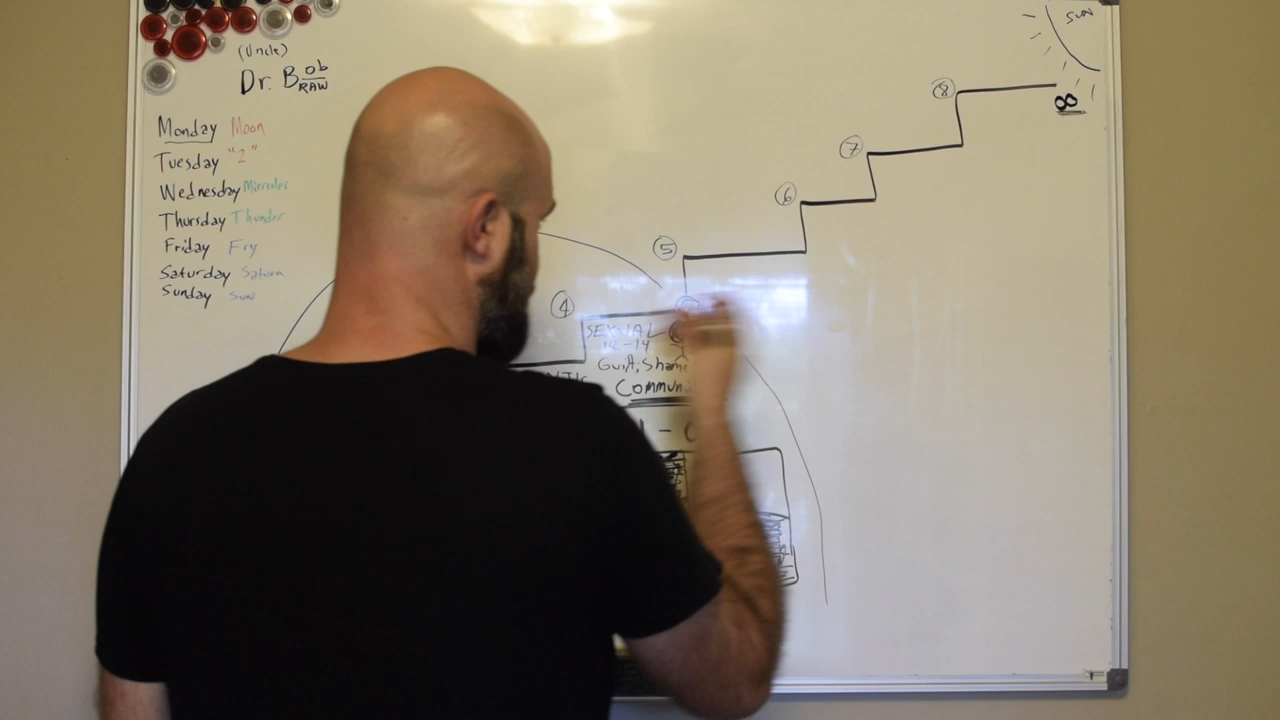 (Uncle)
Dr. Bob
RAW
Monday Moon
Tuesday "2"
Wednesday Miercoles
Thursday Thunder
Friday Fry
Saturday Saturn
Sunday Sun
SUN
8
∞
7
6
5
4
SEXUAL
12-14
Guilt, Shame
Commun